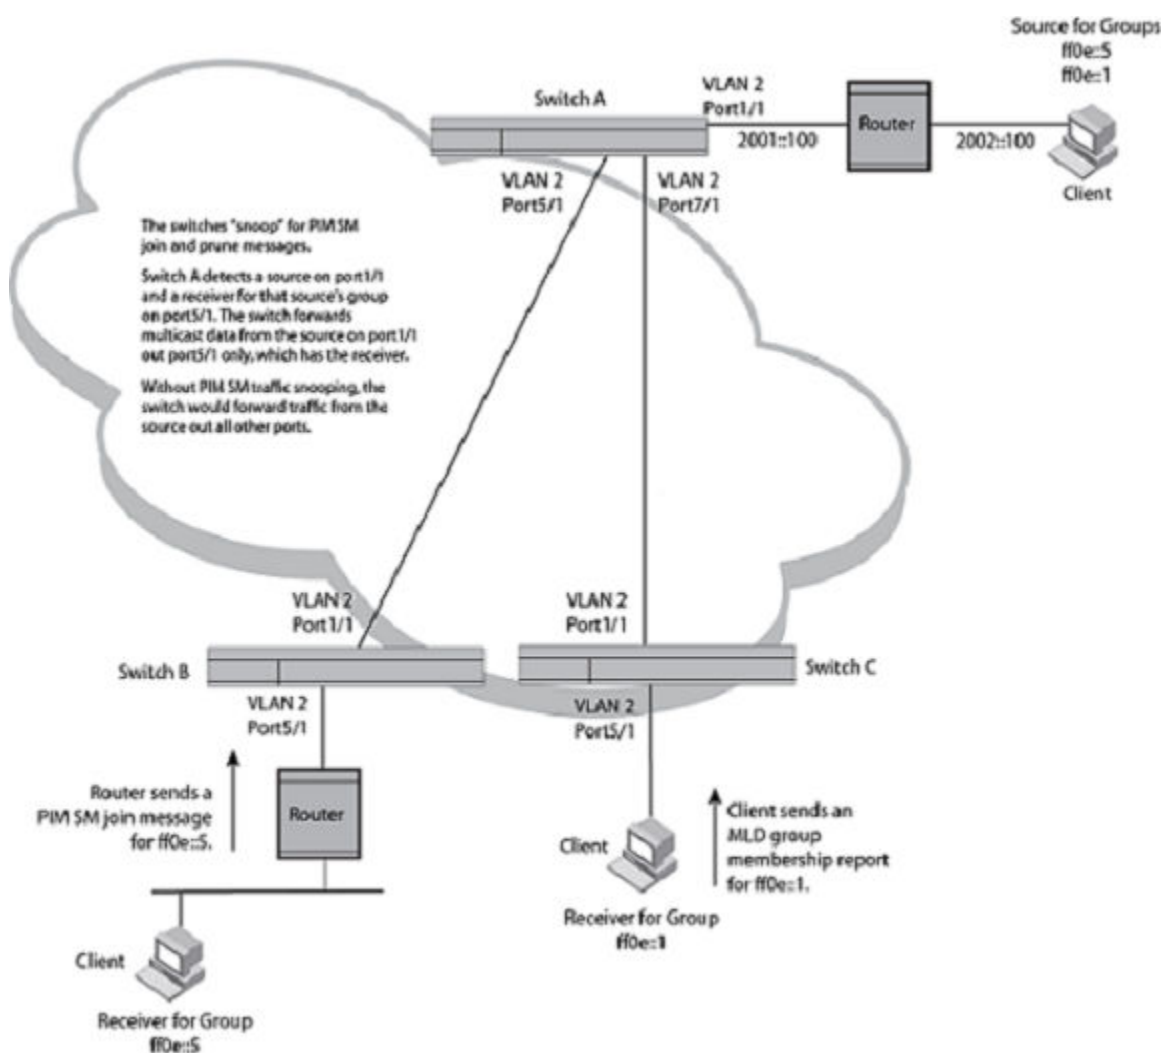 Source for Groups
ff0e::5
ff0e::1
VLAN 2
Port1/1
Switch A
Router
2001::100
2002::100
Client
VLAN 2
Port5/1
VLAN 2
Port7/1
The switches "snoop" for PIM SM
join and prune messages.
Switch A detects a source on port1/1
and a receiver for that source's group
on port5/1. The switch forwards
multicast data from the source on port1/1
out port5/1 only, which has the receiver.
Without PIM SM traffic snooping, the
switch would forward traffic from the
source out all other ports.
VLAN 2
Port1/1
VLAN 2
Port1/1
Switch B
Switch C
VLAN 2
Port5/1
VLAN 2
Port5/1
Router sends a
PIM SM join message
for ff0e::5.
Router
Client
Client sends an
MLD group
membership report
for ff0e::1.
Receiver for Group
ff0e::1
Client
Receiver for Group
ff0e::5